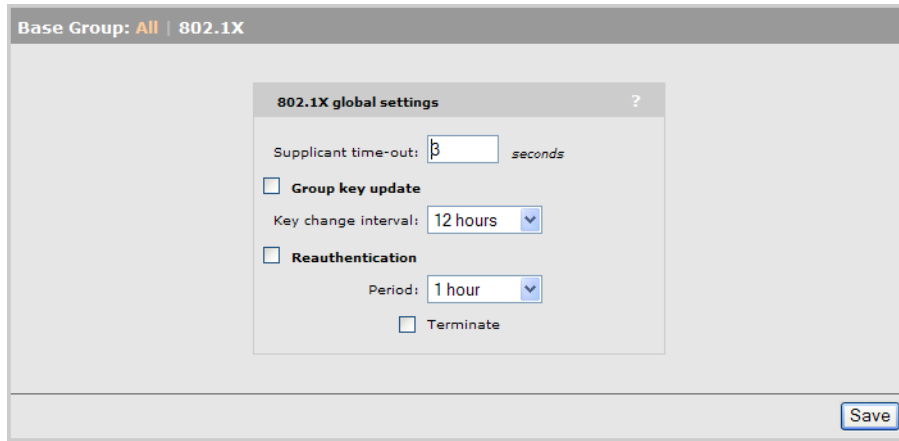 Base Group: All | 802.1X
802.1X global settings ?
Supplicant time-out: 3 seconds
Group key update
Key change interval: 12 hours
Reauthentication
Period: 1 hour
Terminate
Save